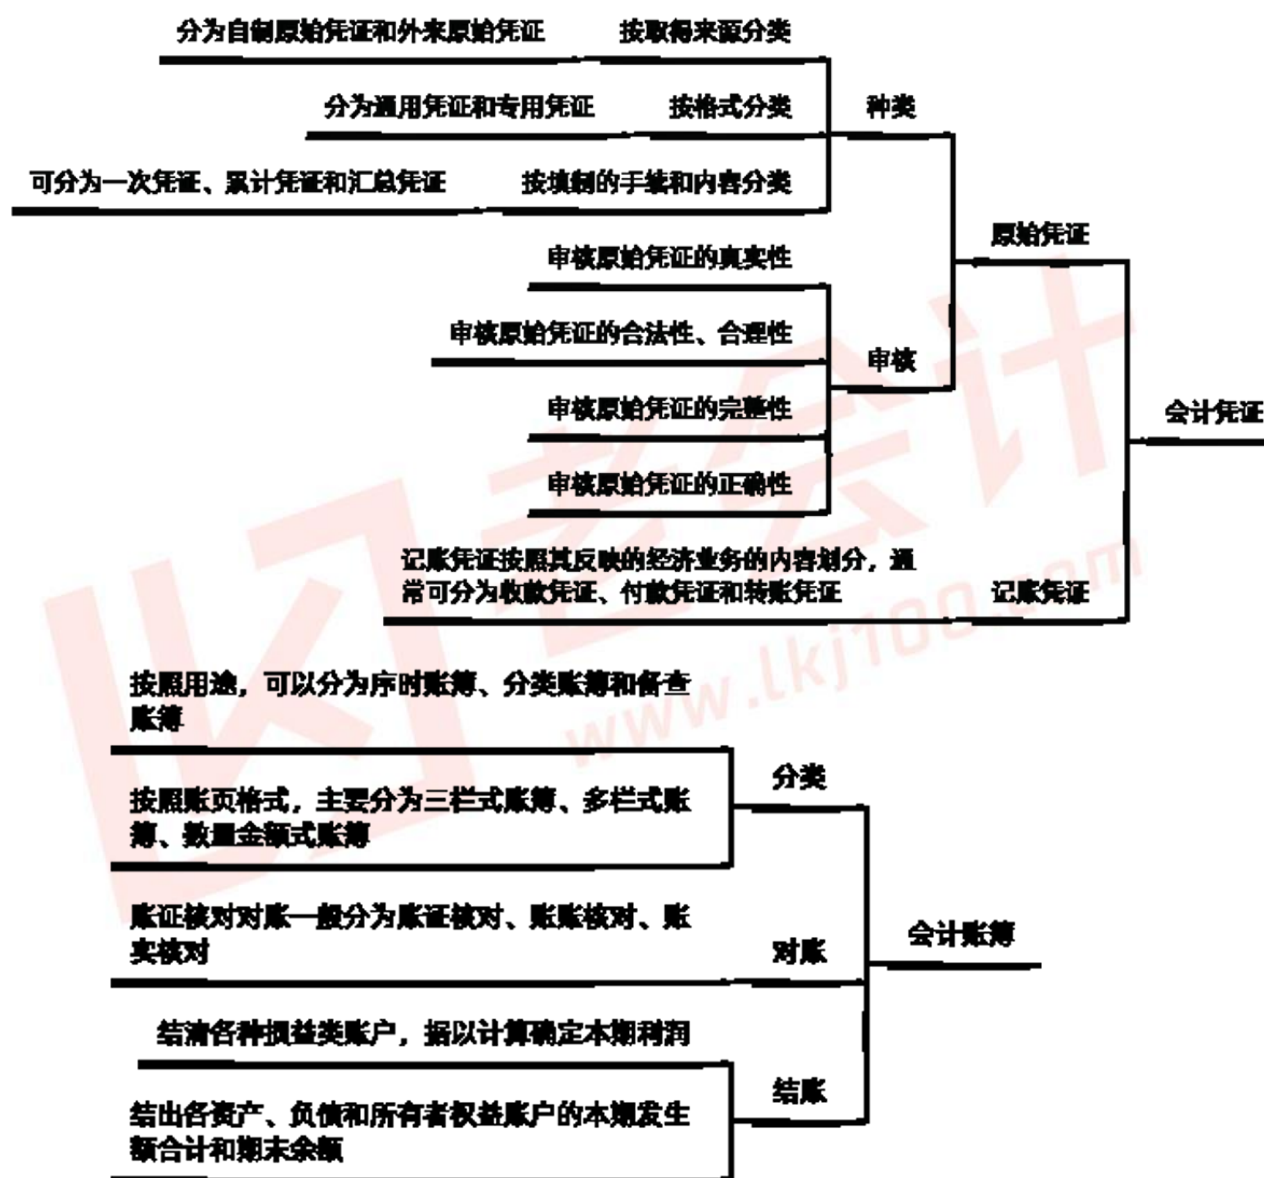 分为自制原始凭证和外来原始凭证
按取得来源分类
分为通用凭证和专用凭证
按格式分类
种类
可分为一次凭证、累计凭证和汇总凭证
按填制的手续和内容分类
原始凭证
审核原始凭证的真实性
审核原始凭证的合法性、合理性
审核
审核原始凭证的完整性
会计凭证
审核原始凭证的正确性
记账凭证按照其反映的经济业务的内容划分，通
常可分为收款凭证、付款凭证和转账凭证
记账凭证
按照用途，可以分为序时账簿、分类账簿和备查
账簿
分类
按照账页格式，主要分为三栏式账簿、多栏式账
簿、数量金额式账簿
账证核对对账一般分为账证核对、账账核对、账
实核对
对账
会计账簿
结清各种损益类账户，据以计算确定本期利润
结账
结出各资产、负债和所有者权益账户的本期发生
额合计和期末余额
老会计
www.lkj100.com